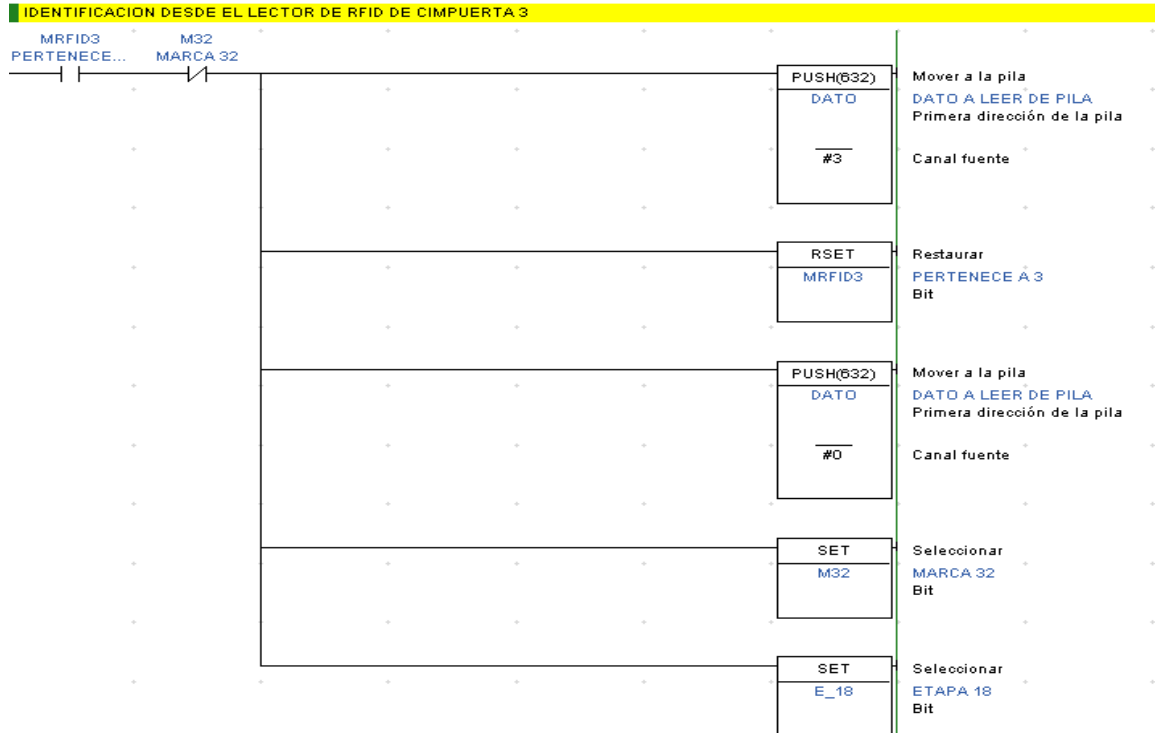 IDENTIFICACION DESDE EL LECTOR DE RFID DE CIMPUERTA 3
MRFID3 M32
PERTENECE... MARCA 32
PUSH(632) Mover a la pila
DATO DATO A LEER DE PILA
Primera dirección de la pila
#3 Canal fuente
RSET Restaurar
MRFID3 PERTENECE A 3
Bit
PUSH(632) Mover a la pila
DATO DATO A LEER DE PILA
Primera dirección de la pila
#0 Canal fuente
SET Seleccionar
M32 MARCA 32
Bit
SET Seleccionar
E_18 ETAPA 18
Bit